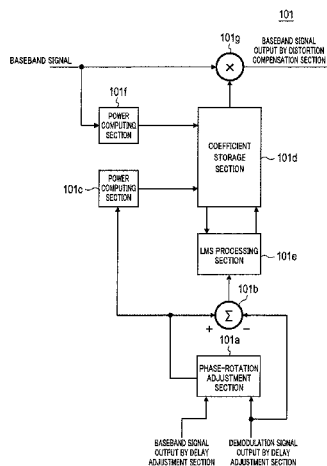 101
101g
BASEBAND SIGNAL
BASEBAND SIGNAL
OUTPUT BY DISTORTION
COMPENSATION SECTION
101f
POWER
COMPUTING
SECTION
101c
POWER
COMPUTING
SECTION
COEFFICIENT
STORAGE
SECTION
101d
LMS PROCESSING
SECTION
101e
101b
Σ
+
−
101a
PHASE-ROTATION
ADJUSTMENT
SECTION
BASEBAND SIGNAL
OUTPUT BY DELAY
ADJUSTMENT SECTION
DEMODULATION SIGNAL
OUTPUT BY DELAY
ADJUSTMENT SECTION